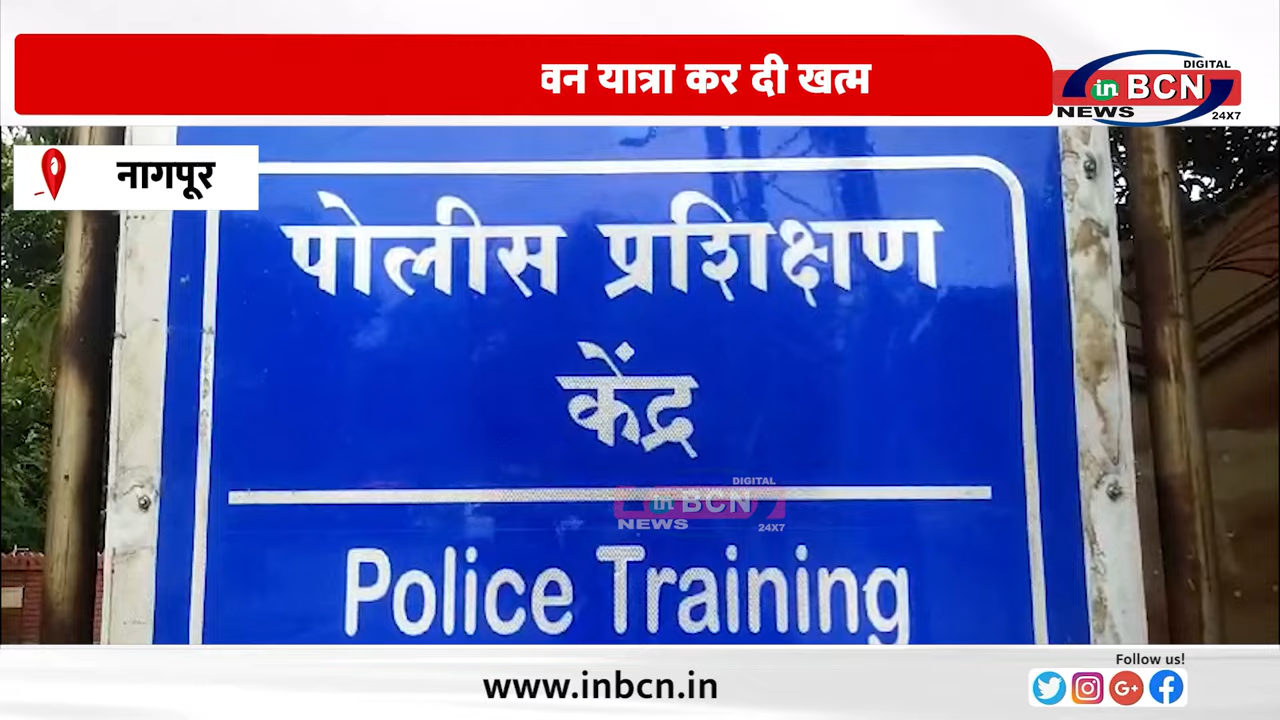 वन यात्रा कर दी खत्म
DIGITAL
in BCN
NEWS 24X7
नागपूर
पोलीस प्रशिक्षण
केंद्र
DIGITAL
in BCN
NEWS 24X7
Police Training
Follow us!
www.inbcn.in